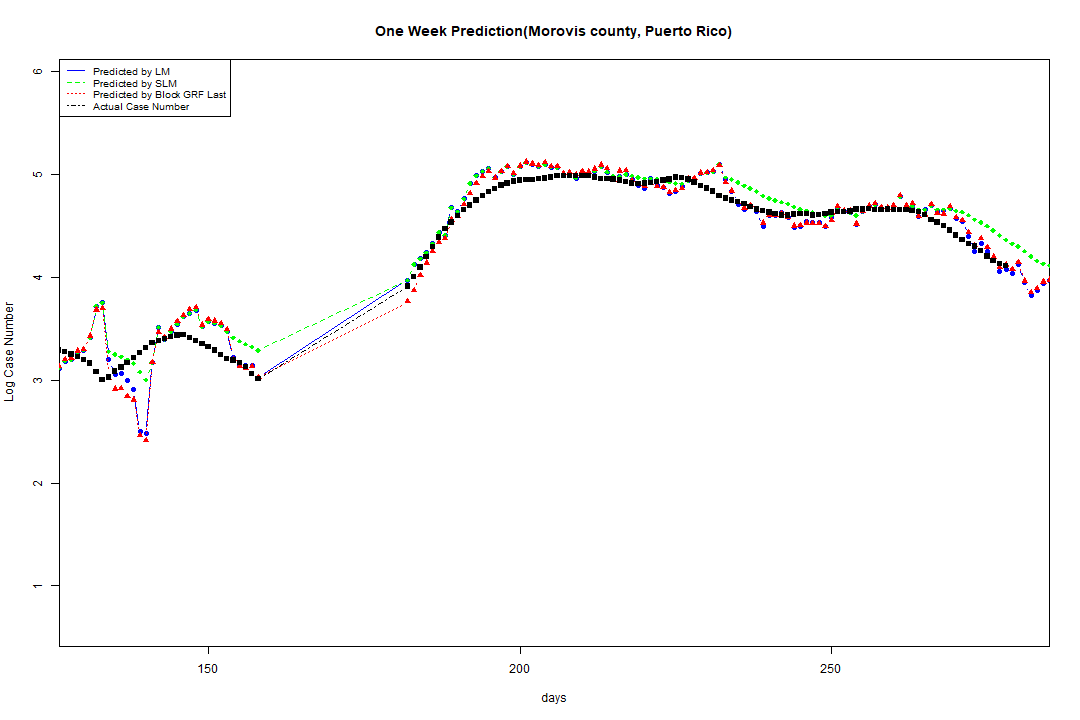 One Week Prediction(Morovis county, Puerto Rico)
6
Predicted by LM
Predicted by SLM
Predicted by Block GRF Last
Actual Case Number
5
4
3
2
1
Log Case Number
150 200 250
days